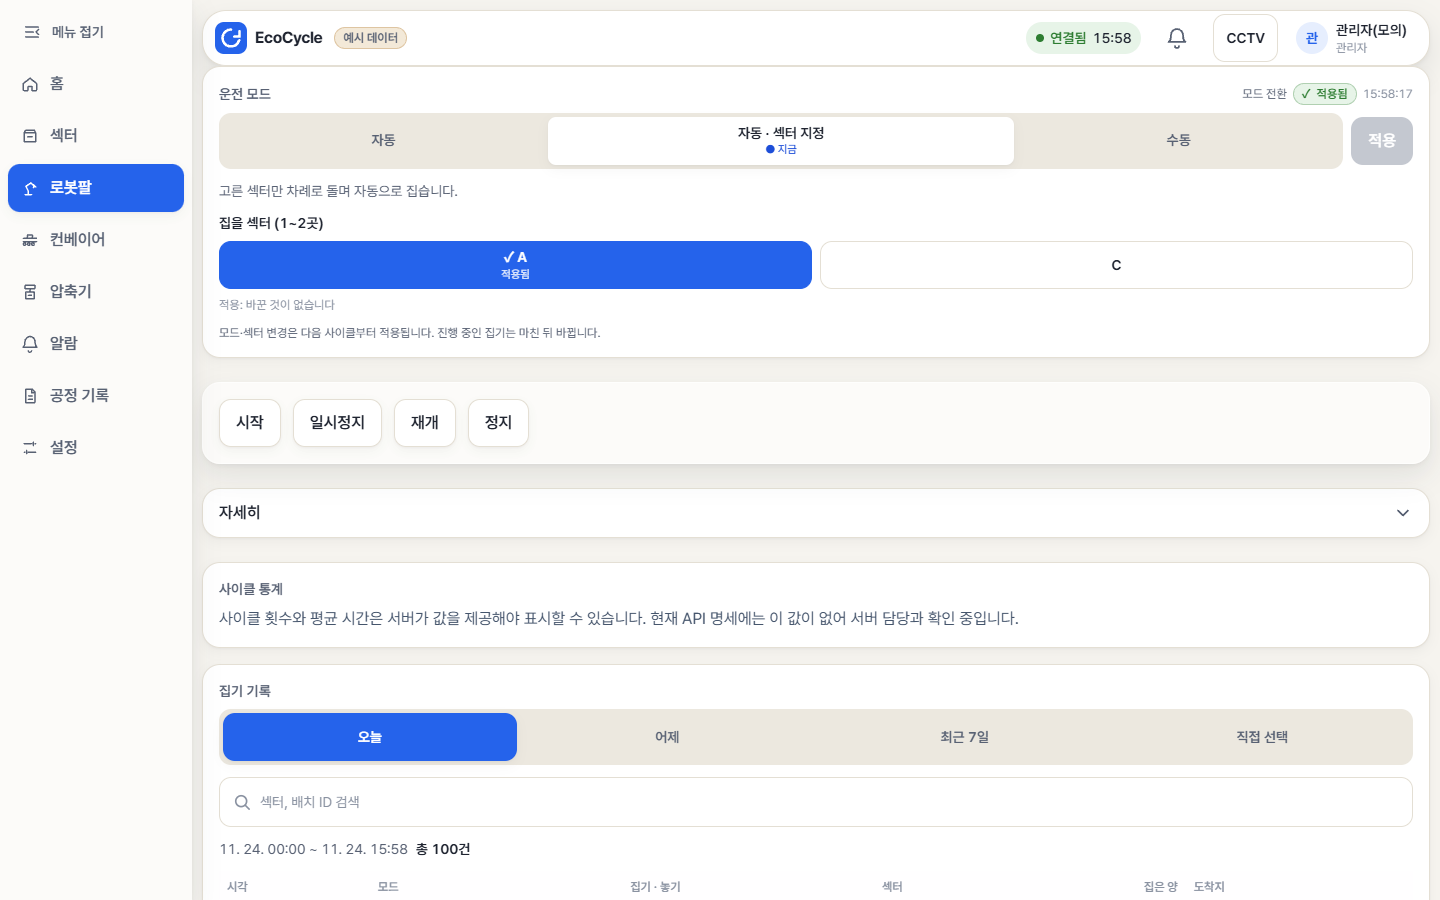 메뉴 접기
홈
섹터
로봇팔
컨베이어
압축기
알람
공정 기록
설정
EcoCycle
예시 데이터
연결됨 15:58
CCTV
관
관리자(모의)
관리자
운전 모드
모드 전환 ✓ 적용됨 15:58:17
자동
자동 · 섹터 지정
지금
수동
적용
고른 섹터만 차례로 돌며 자동으로 집습니다.
집을 섹터 (1~2곳)
✓ A
적용됨
C
적용: 바꾼 것이 없습니다
모드·섹터 변경은 다음 사이클부터 적용됩니다. 진행 중인 집기는 마친 뒤 바뀝니다.
시작
일시정지
재개
정지
자세히
사이클 통계
사이클 횟수와 평균 시간은 서버가 값을 제공해야 표시할 수 있습니다. 현재 API 명세에는 이 값이 없어 서버 담당과 확인 중입니다.
집기 기록
오늘
어제
최근 7일
직접 선택
섹터, 배치 ID 검색
11. 24. 00:00 ~ 11. 24. 15:58 총 100건
시각 모드 집기 · 놓기 섹터 집은 양 도착지